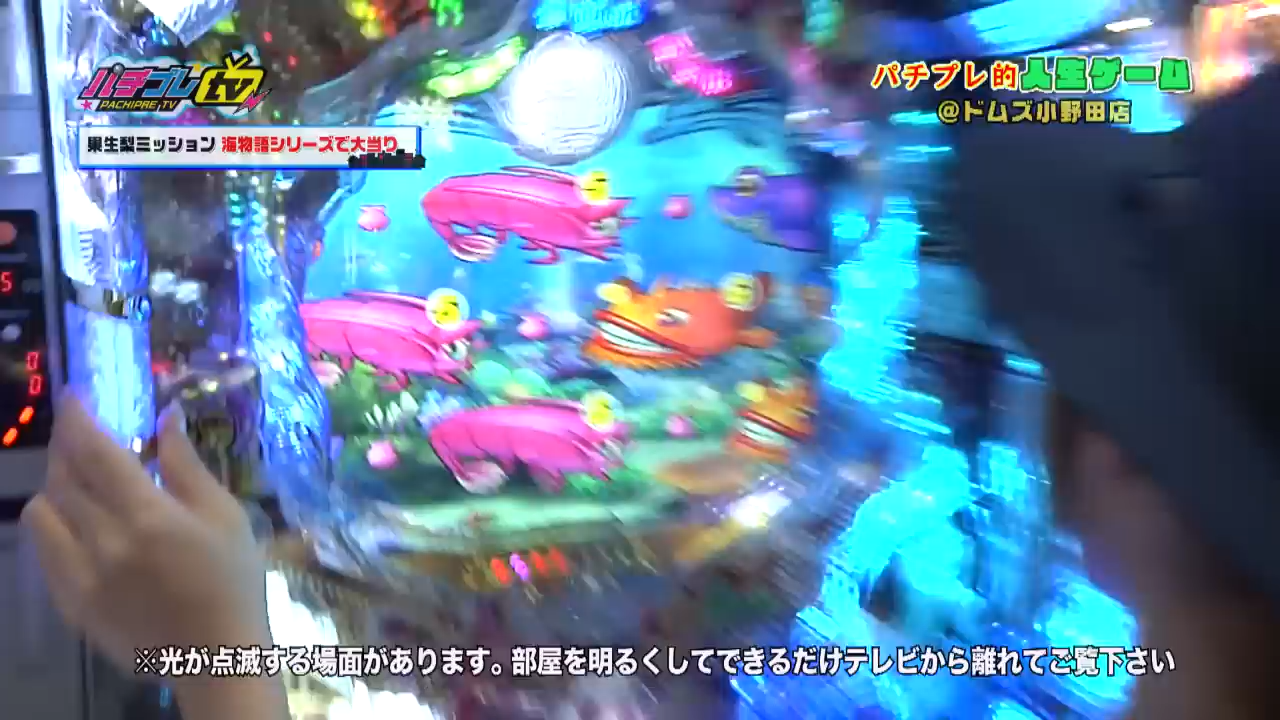 パチプレtv
PACHIPRE TV
パチプレ的人生ゲーム
@ドムズ小野田店
果生梨ミッション 海物語シリーズで大当り
5
0
0
※光が点滅する場面があります。部屋を明るくしてできるだけテレビから離れてご覧下さい